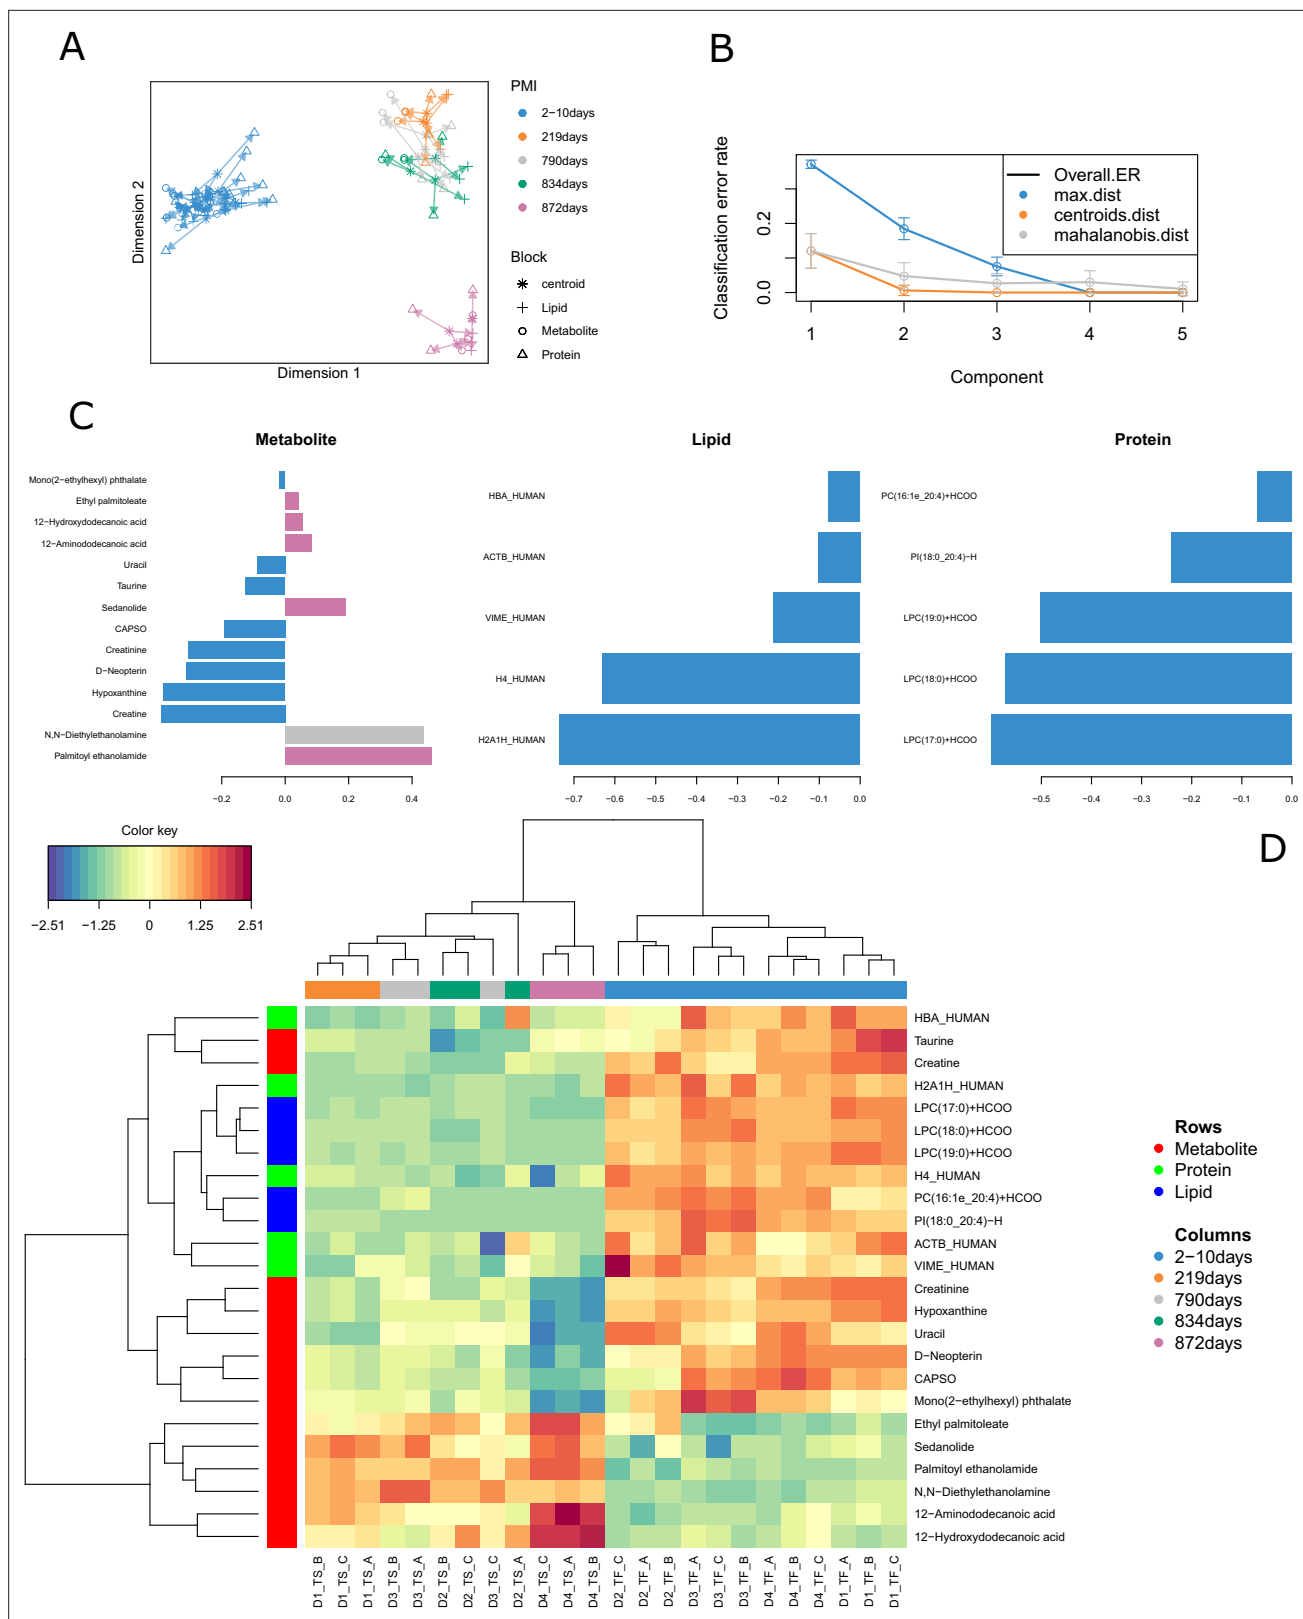 A
PMI
2−10days
219days
790days
834days
872days
Block
centroid
Lipid
Metabolite
Protein
Dimension 2
Dimension 1
B
Classification error rate
0.2
0.0
Overall.ER
max.dist
centroids.dist
mahalanobis.dist
1 2 3 4 5
Component
C
Metabolite
Mono(2−ethylhexyl) phthalate
Ethyl palmitoleate
12−Hydroxydodecanoic acid
12−Aminododecanoic acid
Uracil
Taurine
Sedanolide
CAPSO
Creatinine
D−Neopterin
Hypoxanthine
Creatine
N,N−Diethylethanolamine
Palmitoyl ethanolamide
−0.2 0.0 0.2 0.4
Lipid
HBA_HUMAN
ACTB_HUMAN
VIME_HUMAN
H4_HUMAN
H2A1H_HUMAN
−0.7 −0.6 −0.5 −0.4 −0.3 −0.2 −0.1 0.0
Protein
PC(16:1e_20:4)+HCOO
PI(18:0_20:4)−H
LPC(19:0)+HCOO
LPC(18:0)+HCOO
LPC(17:0)+HCOO
−0.5 −0.4 −0.3 −0.2 −0.1 0.0
D
Color key
−2.51 −1.25 0 1.25 2.51
HBA_HUMAN
Taurine
Creatine
H2A1H_HUMAN
LPC(17:0)+HCOO
LPC(18:0)+HCOO
LPC(19:0)+HCOO
H4_HUMAN
PC(16:1e_20:4)+HCOO
PI(18:0_20:4)−H
ACTB_HUMAN
VIME_HUMAN
Creatinine
Hypoxanthine
Uracil
D−Neopterin
CAPSO
Mono(2−ethylhexyl) phthalate
Ethyl palmitoleate
Sedanolide
Palmitoyl ethanolamide
N,N−Diethylethanolamine
12−Aminododecanoic acid
12−Hydroxydodecanoic acid
Rows
Metabolite
Protein
Lipid
Columns
2−10days
219days
790days
834days
872days
D1_TS_B
D1_TS_C
D1_TS_A
D3_TS_B
D3_TS_A
D2_TS_B
D2_TS_C
D3_TS_C
D2_TS_A
D4_TS_C
D4_TS_A
D4_TS_B
D2_TF_C
D2_TF_A
D2_TF_B
D3_TF_A
D3_TF_C
D3_TF_B
D4_TF_A
D4_TF_B
D4_TF_C
D1_TF_A
D1_TF_B
D1_TF_C